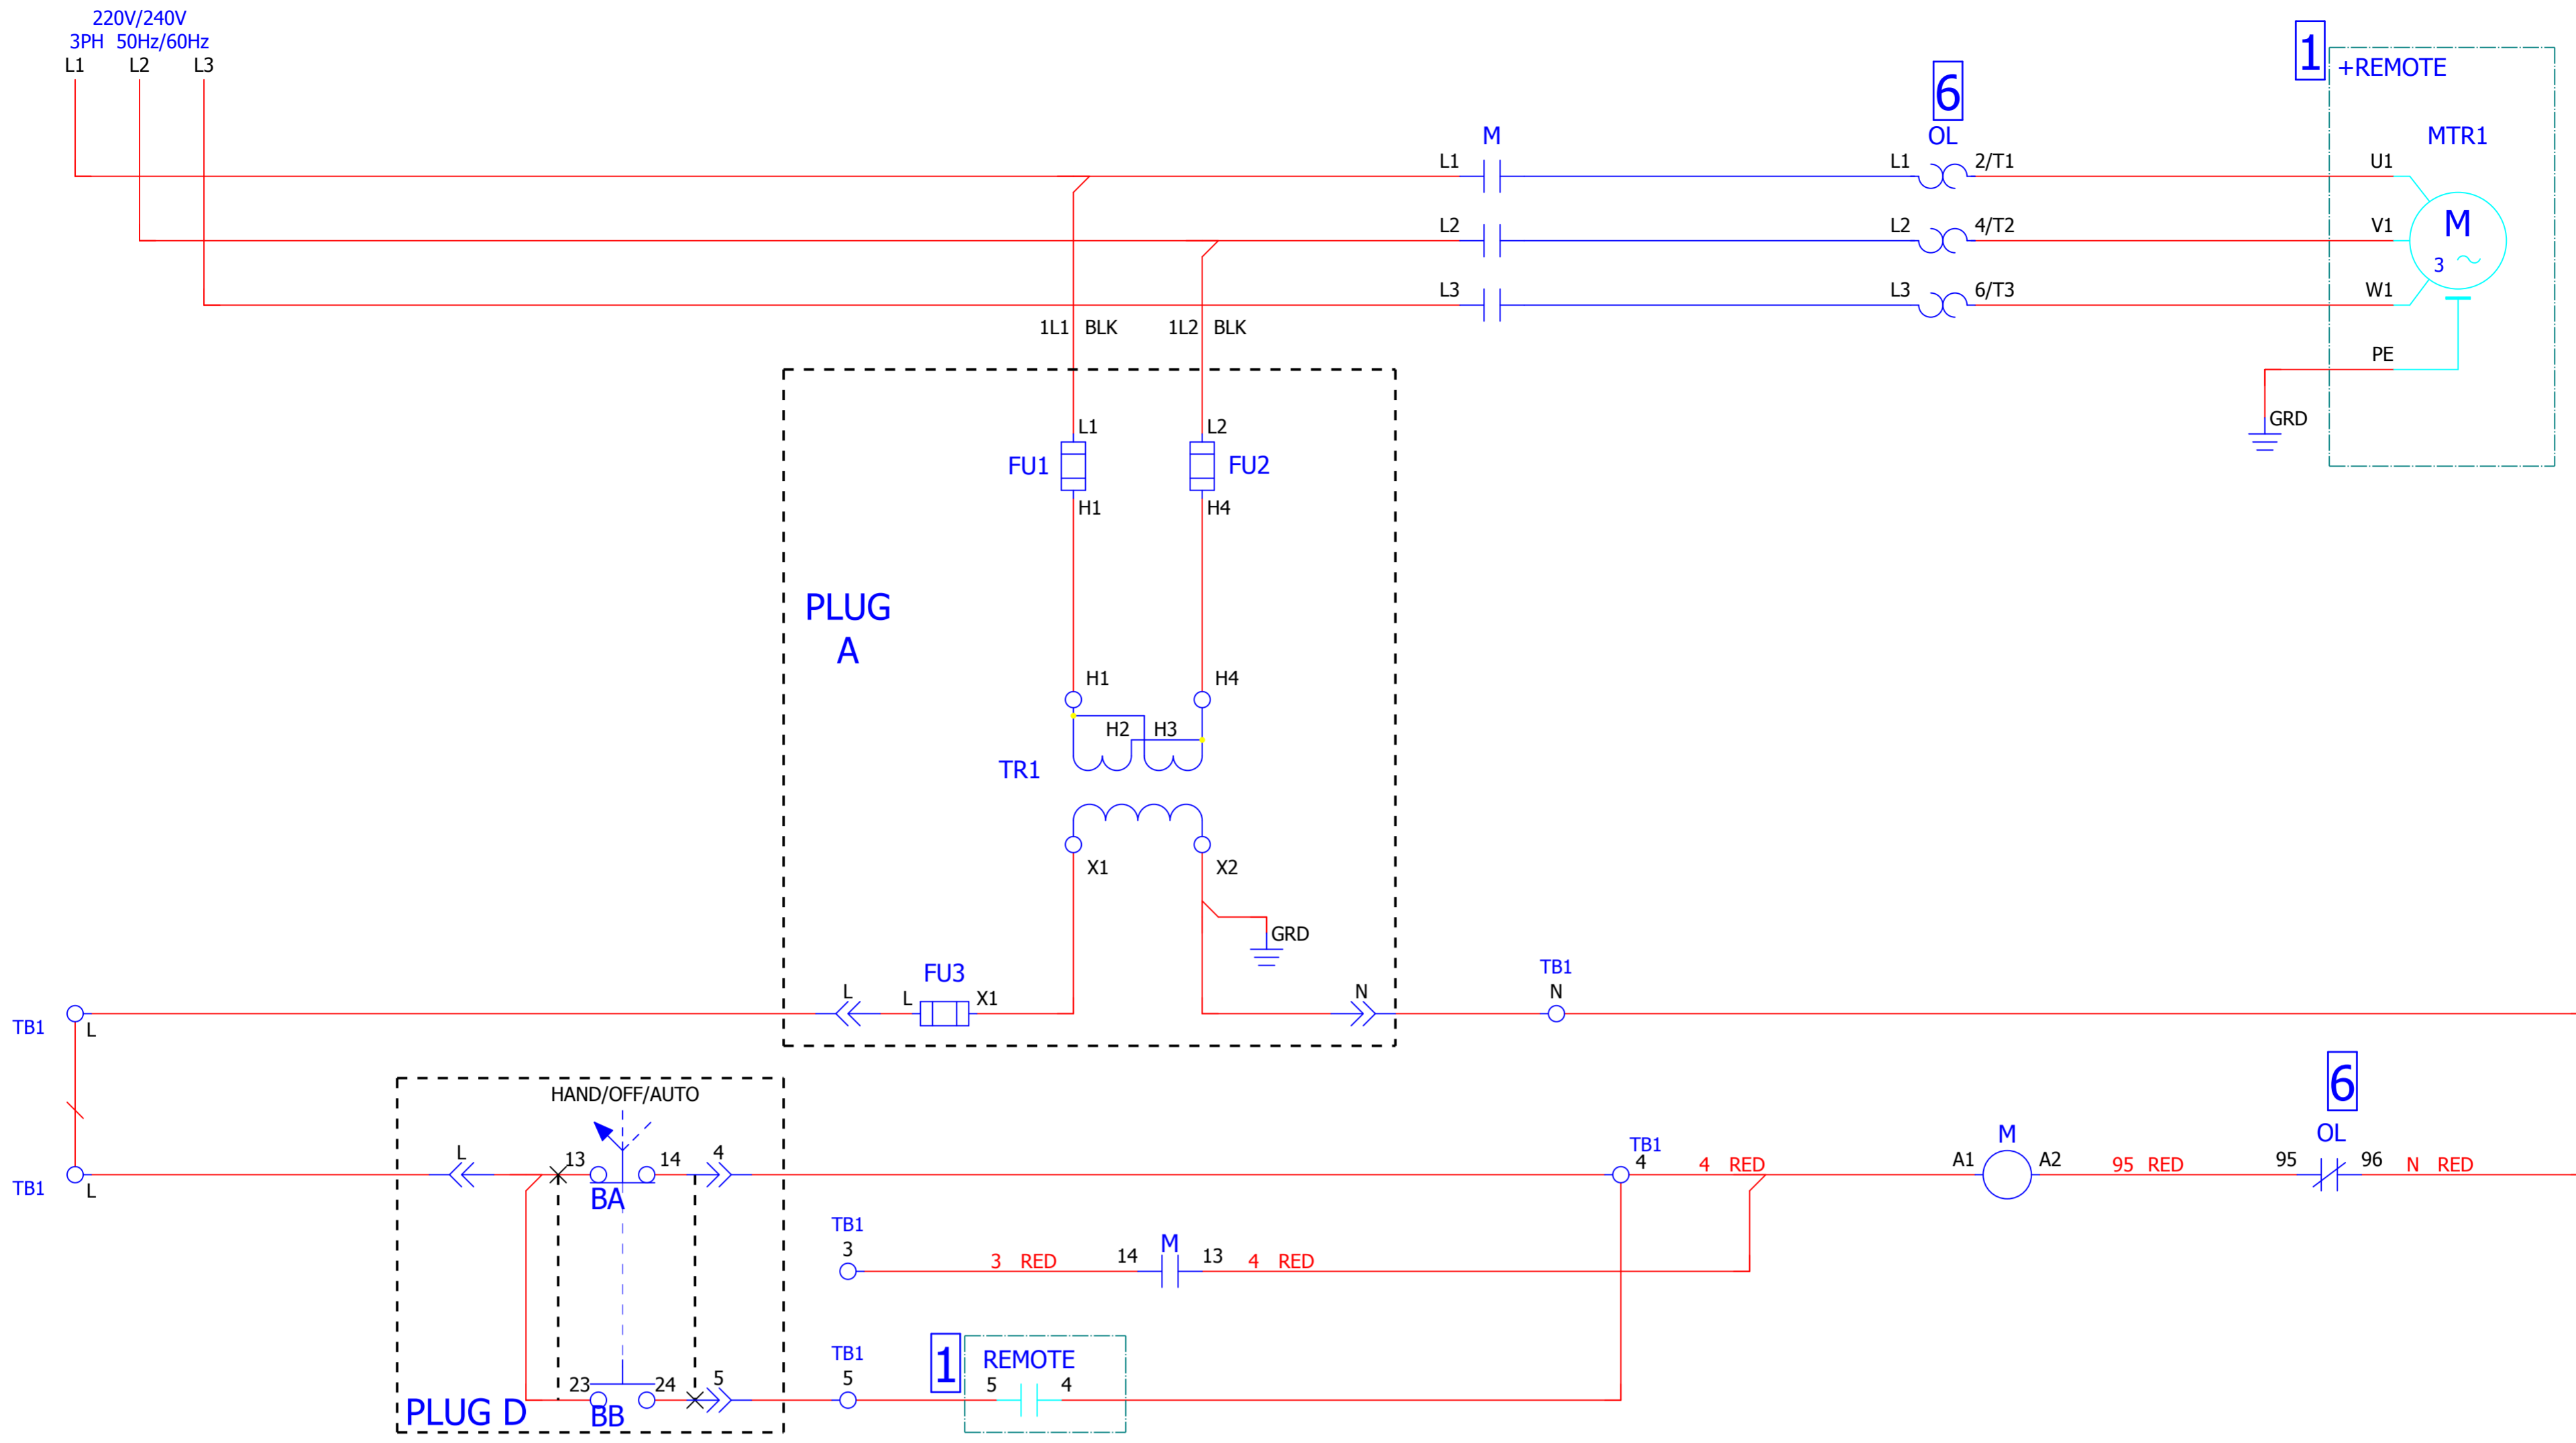 220V/240V
3PH 50Hz/60Hz
L1 L2 L3
1
+REMOTE
6
M OL MTR1
L1 L1 2/T1 U1
M
L2 L2 4/T2 V1
3
L3 L3 6/T3 W1
1L1 BLK 1L2 BLK
PE
GRD
L1 L2
FU1 FU2
H1 H4
PLUG
A
H1 H4
H2 H3
TR1
X1 X2
GRD
FU3
TB1
L L X1 N N
TB1 L
6
HAND/OFF/AUTO
OL
M
TB1
L 13 14 4 4 4 RED A1 A2 95 RED 95 96 N RED
TB1 L
BA
TB1
M
3
3 RED 14 13 4 RED
1
TB1
REMOTE
5
23 24 5 5 4
PLUG D BB